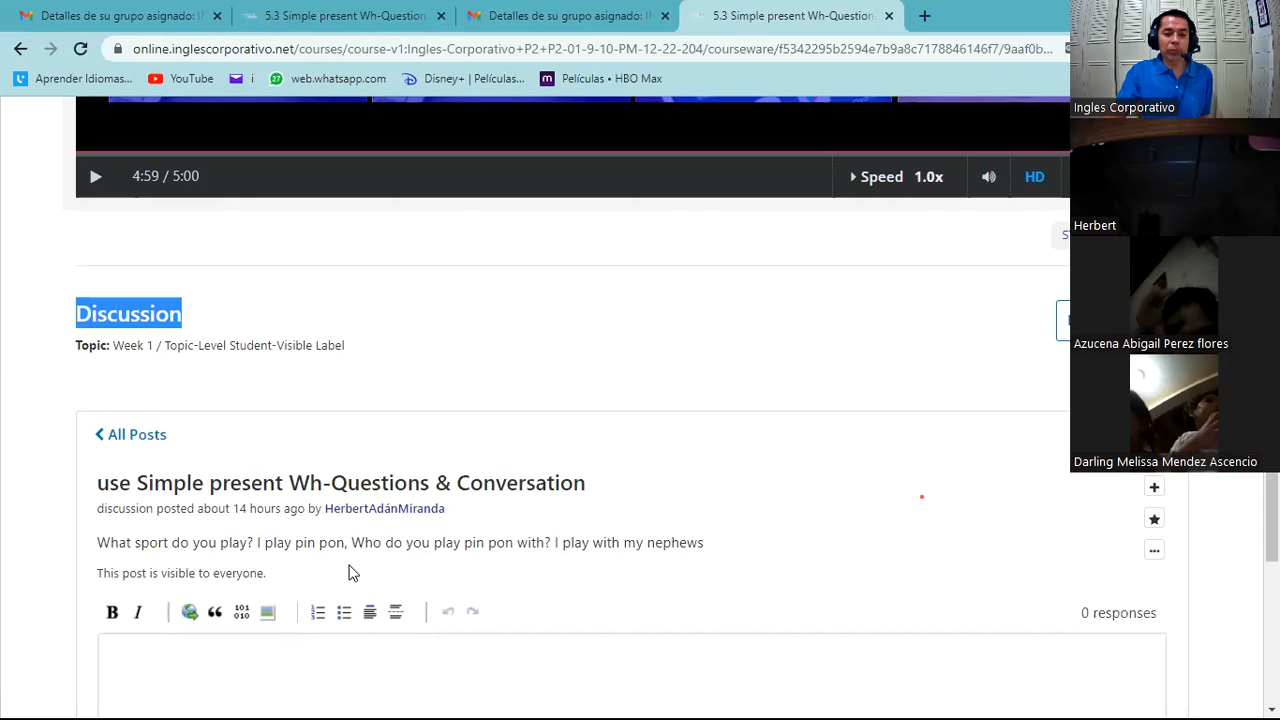 Detalles de su grupo asignado: I
5.3 Simple present Wh-Question
Detalles de su grupo asignado: I
5.3 Simple present Wh-Question
online.inglescorporativo.net/courses/course-v1:Ingles-Corporativo+P2+P2-01-9-10-PM-12-22-204/courseware/
Aprender Idiomas...
YouTube
i
web.whatsapp.com
Disney+ | Películas...
Películas • HBO Max
Ingles Corporativo
4:59 / 5:00
Speed 1.0x
HD
Herbert
Discussion
Topic: Week 1 / Topic-Level Student-Visible Label
Azucena Abigail Perez flores
All Posts
Darling Melissa Mendez Ascencio
use Simple present Wh-Questions & Conversation
discussion posted about 14 hours ago by HerbertAdánMiranda
What sport do you play? I play pin pon, Who do you play pin pon with? I play with my nephews
This post is visible to everyone.
B I
101
010
0 responses